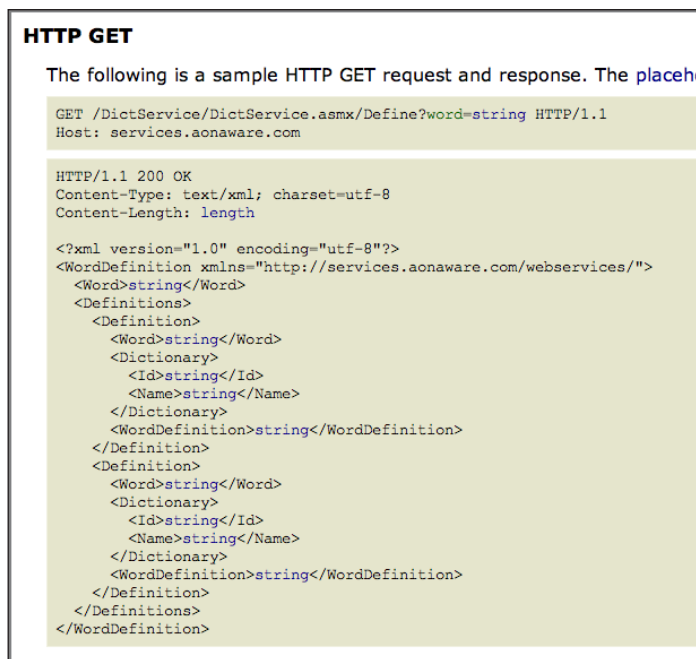 HTTP GET
The following is a sample HTTP GET request and response. The
GET /DictService/DictService.asmx/Define?word=string HTTP/1.1
Host: services.aonaware.com
HTTP/1.1 200 OK
Content-Type: text/xml; charset=utf-8
Content-Length: length
<?xml version="1.0" encoding="utf-8"?>
<WordDefinition xmlns="http://services.aonaware.com/webservices/">
  <Word>string</Word>
  <Definitions>
    <Definition>
      <Word>string</Word>
      <Dictionary>
        <Id>string</Id>
        <Name>string</Name>
      </Dictionary>
      <WordDefinition>string</WordDefinition>
    </Definition>
    <Definition>
      <Word>string</Word>
      <Dictionary>
        <Id>string</Id>
        <Name>string</Name>
      </Dictionary>
      <WordDefinition>string</WordDefinition>
    </Definition>
  </Definitions>
</WordDefinition>